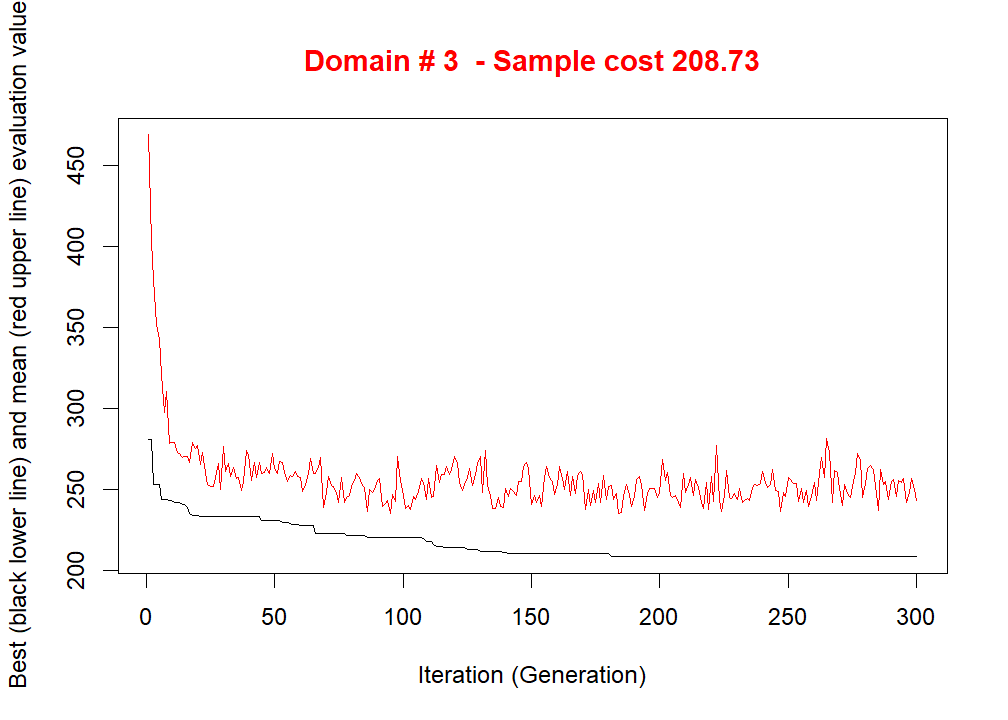 Domain # 3  - Sample cost 208.73
Best (black lower line) and mean (red upper line) evaluation value
450
400
350
300
250
200
0 50 100 150 200 250 300
Iteration (Generation)